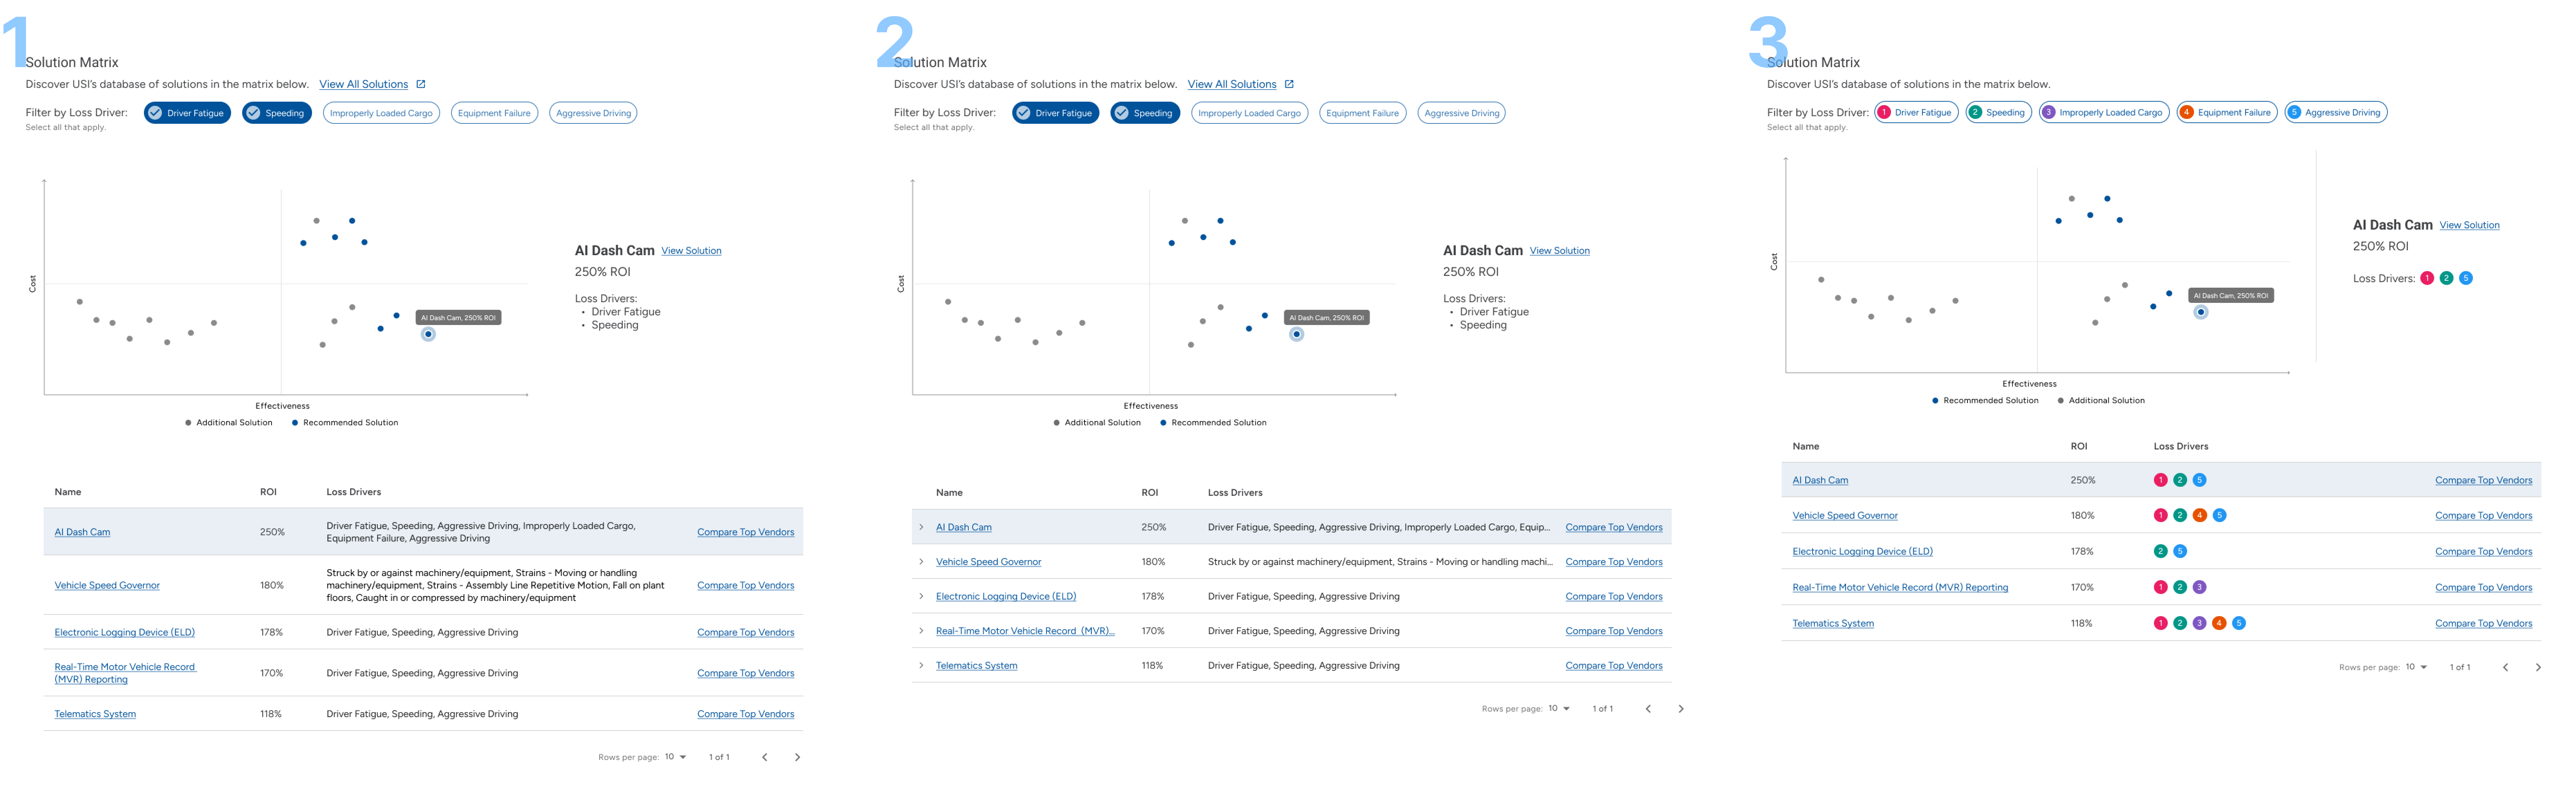 1
Solution Matrix
Discover USI's database of solutions in the matrix below. View All Solutions
Filter by Loss Driver: Driver Fatigue Speeding Improperly Loaded Cargo Equipment Failure Aggressive Driving
Select all that apply.
Cost
AI Dash Cam, 250% ROI
Effectiveness
Additional Solution Recommended Solution
AI Dash Cam View Solution
250% ROI
Loss Drivers:
• Driver Fatigue
• Speeding
Name ROI Loss Drivers
AI Dash Cam 250% Driver Fatigue, Speeding, Aggressive Driving, Improperly Loaded Cargo,
Equipment Failure, Aggressive Driving Compare Top Vendors
Vehicle Speed Governor 180% Struck by or against machinery/equipment, Strains - Moving or handling
machinery/equipment, Strains - Assembly Line Repetitive Motion, Fall on plant
floors, Caught in or compressed by machinery/equipment Compare Top Vendors
Electronic Logging Device (ELD) 178% Driver Fatigue, Speeding, Aggressive Driving Compare Top Vendors
Real-Time Motor Vehicle Record
(MVR) Reporting 170% Driver Fatigue, Speeding, Aggressive Driving Compare Top Vendors
Telematics System 118% Driver Fatigue, Speeding, Aggressive Driving Compare Top Vendors
Rows per page: 10 1 of 1
2
Solution Matrix
Discover USI's database of solutions in the matrix below. View All Solutions
Filter by Loss Driver: Driver Fatigue Speeding Improperly Loaded Cargo Equipment Failure Aggressive Driving
Select all that apply.
Cost
AI Dash Cam, 250% ROI
Effectiveness
Additional Solution Recommended Solution
AI Dash Cam View Solution
250% ROI
Loss Drivers:
• Driver Fatigue
• Speeding
Name ROI Loss Drivers
AI Dash Cam 250% Driver Fatigue, Speeding, Aggressive Driving, Improperly Loaded Cargo, Equip... Compare Top Vendors
Vehicle Speed Governor 180% Struck by or against machinery/equipment, Strains - Moving or handling machi... Compare Top Vendors
Electronic Logging Device (ELD) 178% Driver Fatigue, Speeding, Aggressive Driving Compare Top Vendors
Real-Time Motor Vehicle Record (MVR)... 170% Driver Fatigue, Speeding, Aggressive Driving Compare Top Vendors
Telematics System 118% Driver Fatigue, Speeding, Aggressive Driving Compare Top Vendors
Rows per page: 10 1 of 1
3
Solution Matrix
Discover USI's database of solutions in the matrix below.
Filter by Loss Driver: 1 Driver Fatigue 2 Speeding 3 Improperly Loaded Cargo 4 Equipment Failure 5 Aggressive Driving
Select all that apply.
Cost
AI Dash Cam, 250% ROI
Effectiveness
Recommended Solution Additional Solution
AI Dash Cam View Solution
250% ROI
Loss Drivers: 1 2 5
Name ROI Loss Drivers
AI Dash Cam 250% 1 2 5 Compare Top Vendors
Vehicle Speed Governor 180% 1 2 4 5 Compare Top Vendors
Electronic Logging Device (ELD) 178% 2 5 Compare Top Vendors
Real-Time Motor Vehicle Record (MVR) Reporting 170% 1 2 3 Compare Top Vendors
Telematics System 118% 1 2 3 4 5 Compare Top Vendors
Rows per page: 10 1 of 1